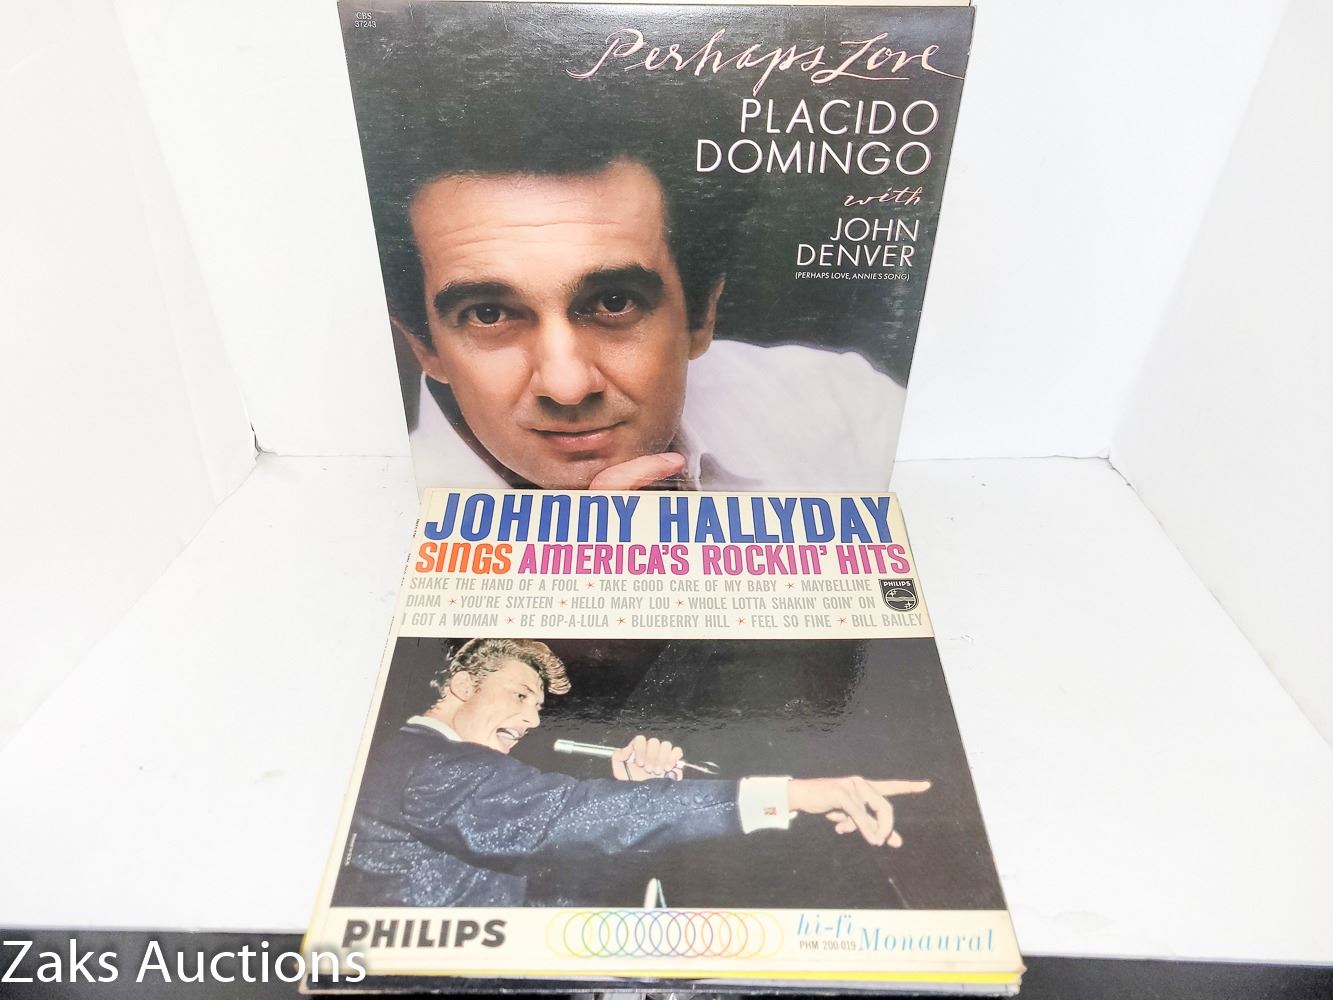 CBS
37243
Perhaps Love
PLACIDO
DOMINGO
with
JOHN
DENVER
(PERHAPS LOVE, ANNIE'S SONG)
JOHNNY HALLYDAY
SINGS AMERICA'S ROCKIN' HITS
SHAKE THE HAND OF A FOOL * TAKE GOOD CARE OF MY BABY * MAYBELLINE
DIANA * YOU'RE SIXTEEN * HELLO MARY LOU * WHOLE LOTTA SHAKIN' GOIN' ON
I GOT A WOMAN * BE BOP-A-LULA * BLUEBERRY HILL * FEEL SO FINE * BILL BAILEY
PHILIPS
PHILIPS
hi-fi
PHM 200 019 Monaural
Zaks Auctions